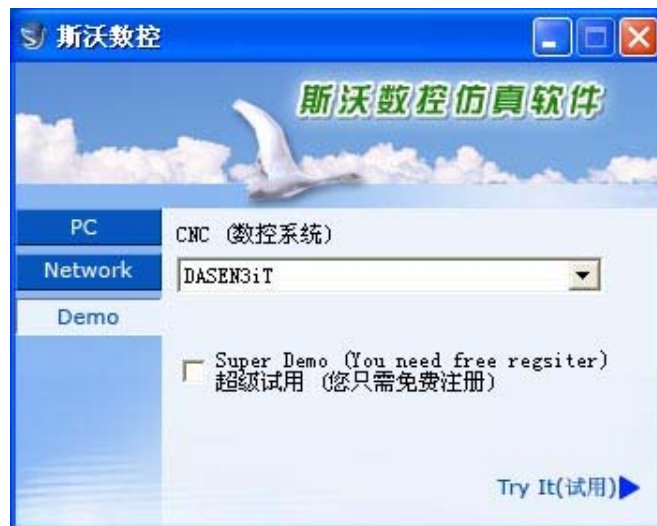 斯沃数控
斯沃数控仿真软件
PC
CNC (数控系统)
Network
DASEN3iT
Demo
Super Demo (You need free regsiter)
超级试用 (您只需免费注册)
Try It(试用)